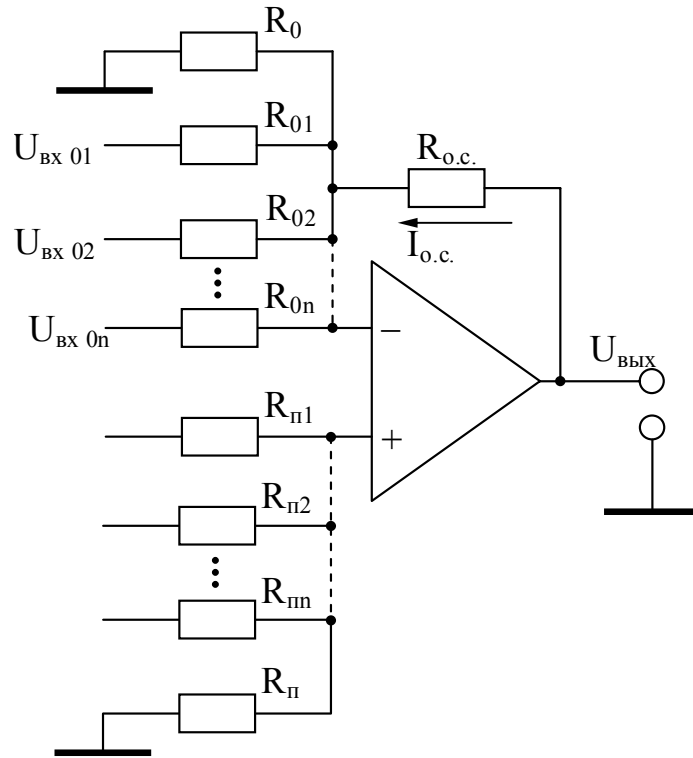 R₀
R₀₁
Uвх 01
Rо.с.
R₀₂
Uвх 02
Iо.с.
R₀n
Uвх 0n
−
Uвых
Rп1
+
Rп2
Rпn
Rп